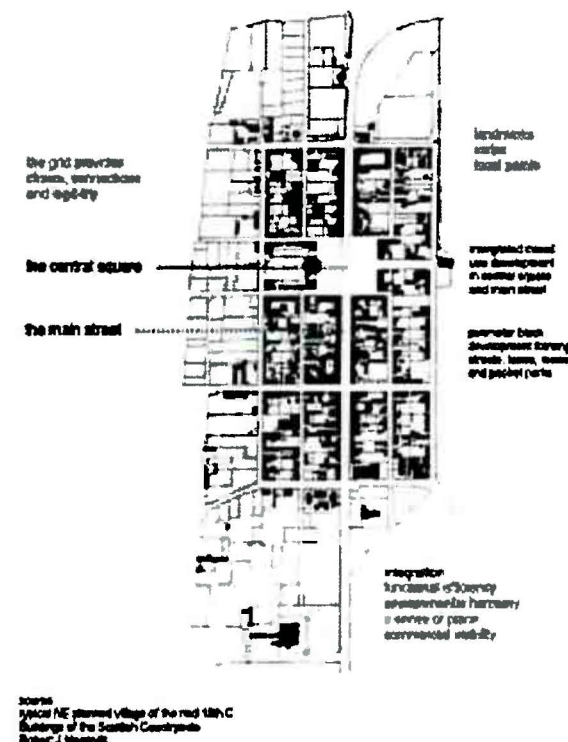 the grid provides
choice, connections
and legibility
landmarks
vistas
focal points
the central square
integrated mixed
use development
in central square
and main street
the main street
perimeter block
development forming
streets, lanes, mews
and pocket parks
integration
functional efficiency
environmental harmony
a sense of place
commercial viability
source
typical NE planned village of the mid 18th C
Buildings of the Scottish Countryside
Robert J